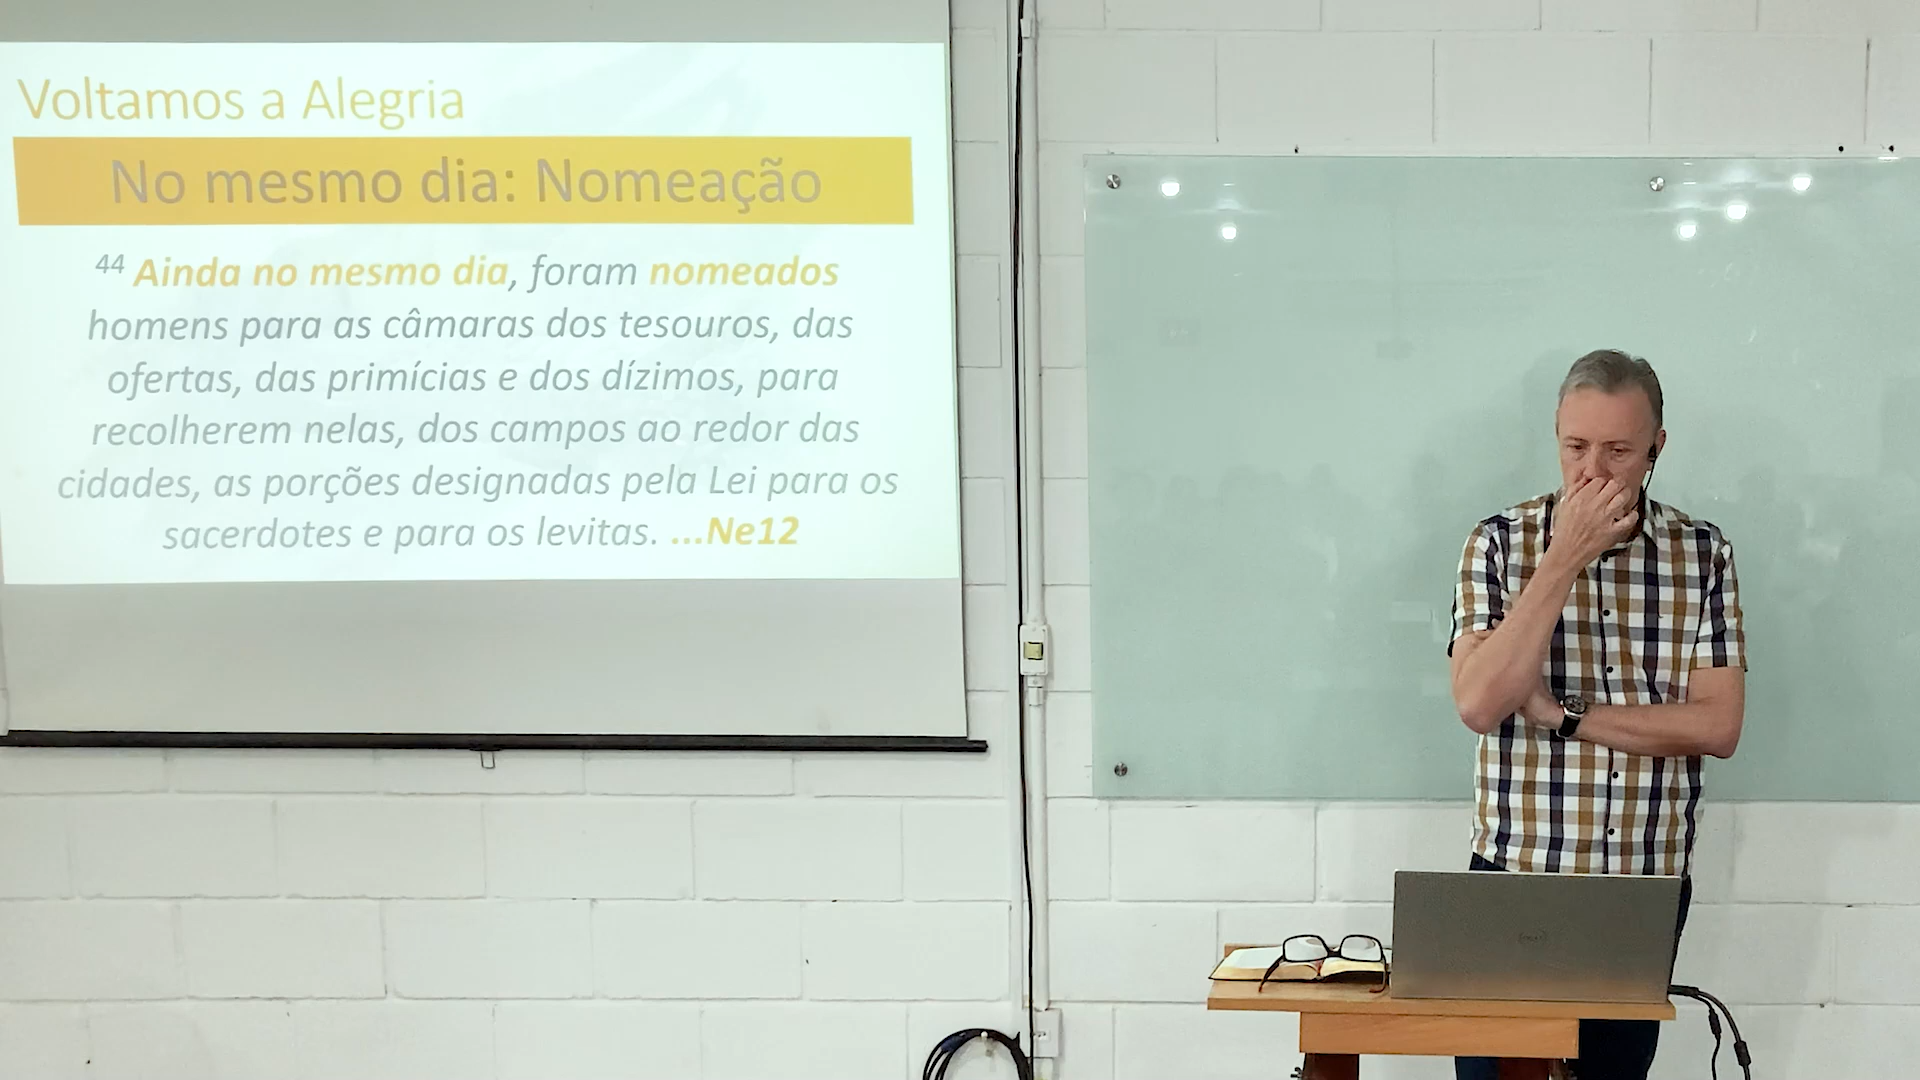 Voltamos a Alegria
No mesmo dia: Nomeação
44 Ainda no mesmo dia, foram nomeados
homens para as câmaras dos tesouros, das
ofertas, das primícias e dos dízimos, para
recolherem nelas, dos campos ao redor das
cidades, as porções designadas pela Lei para os
sacerdotes e para os levitas. ...Ne12
DELL